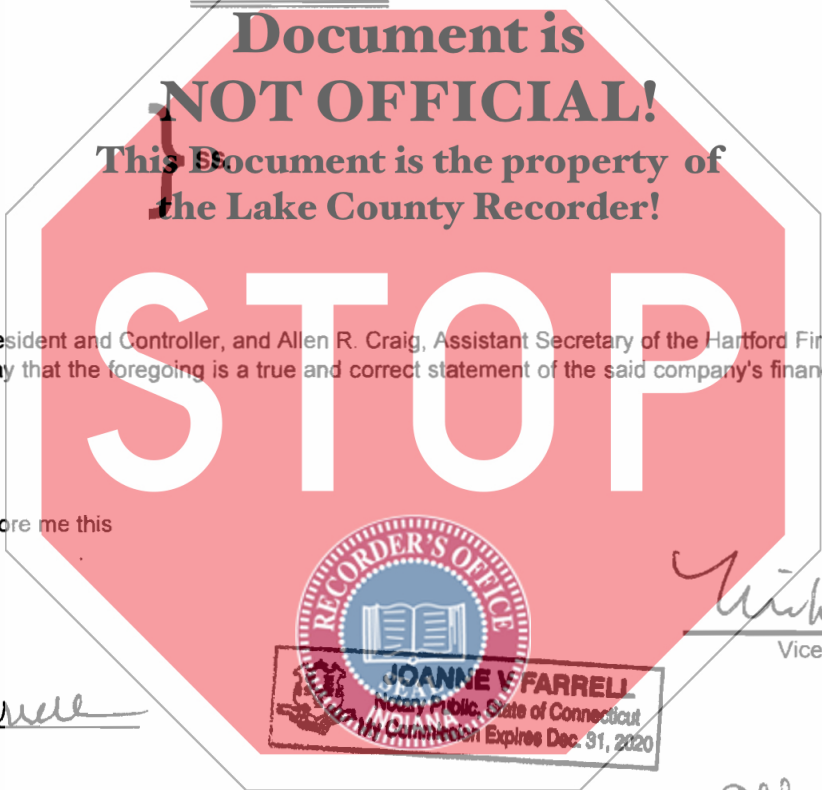 Document is
NOT OFFICIAL!
This Document is the property of
SS.
the Lake County Recorder!
STOP
esident and Controller, and Allen R. Craig, Assistant Secretary of the Hartford Fir
y that the foregoing is a true and correct statement of the said company's finan
ore me this
RECORDER'S OFFICE
SEAL
INDIANA
Vice
JOANNE V FARRELL
Notary Public, State of Connecticut
My Commission Expires Dec. 31, 2020